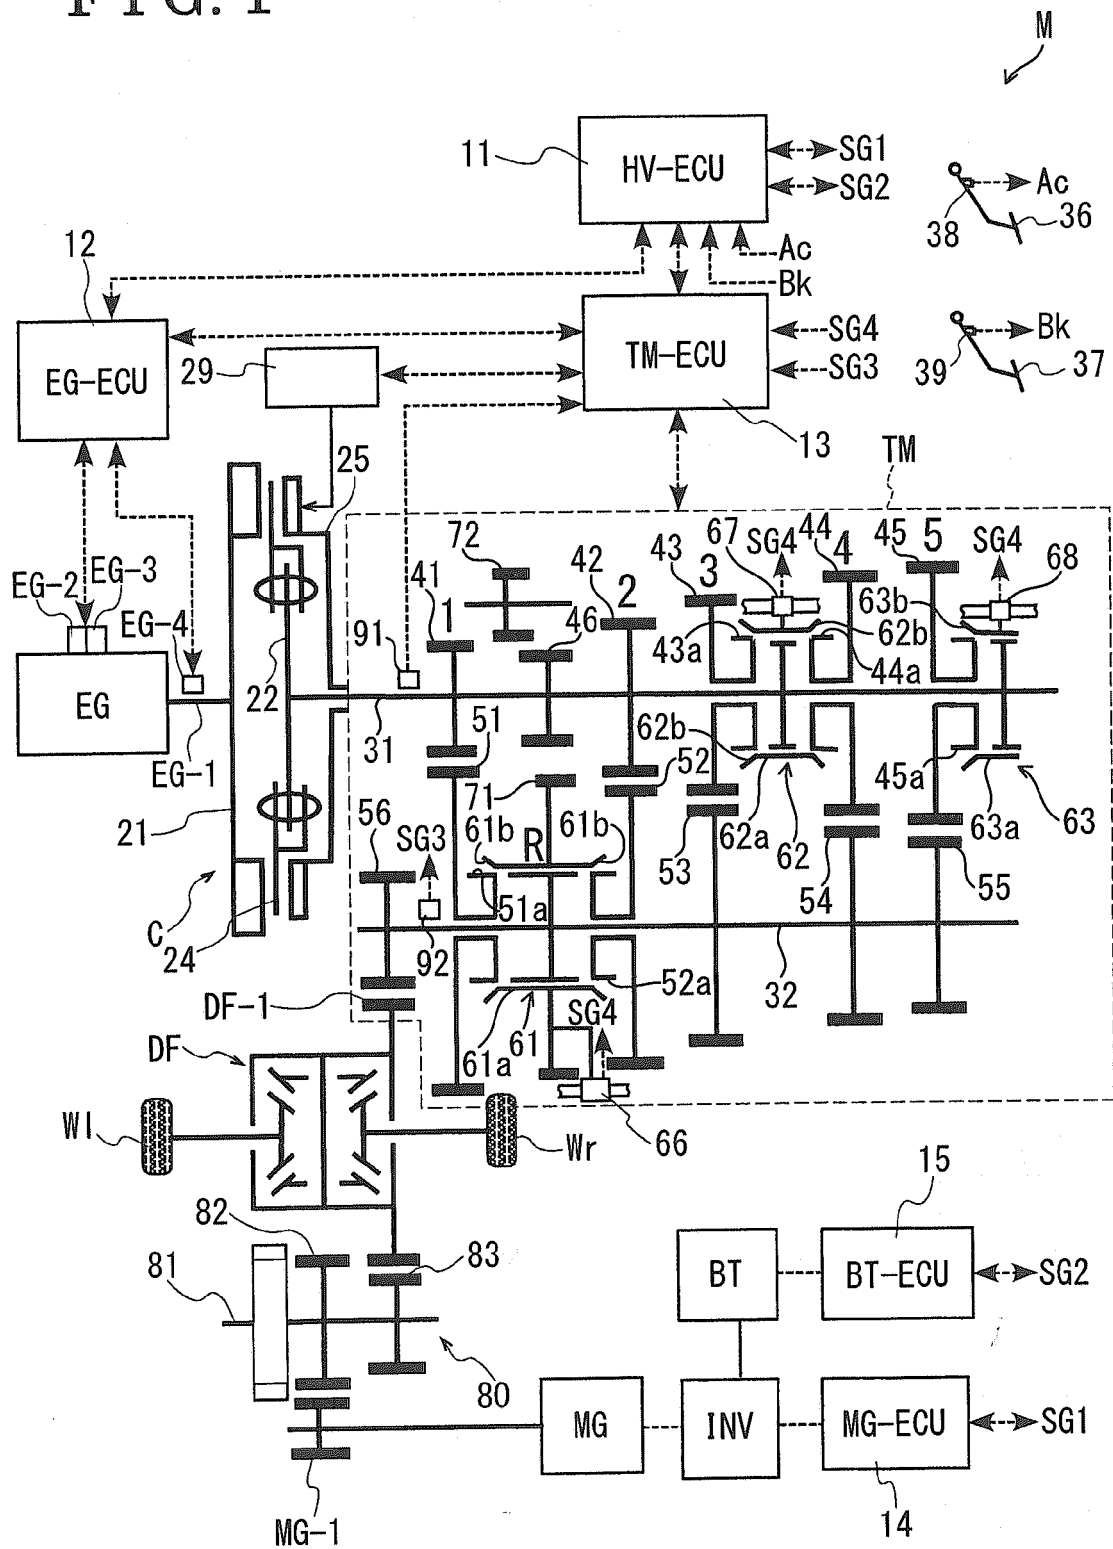 FIG. 1
M
11
HV-ECU
SG1
SG2
Ac
38
36
12
Ac
Bk
EG-ECU
29
TM-ECU
SG4
SG3
Bk
39
37
13
TM
25
EG-2
EG-3
EG-4
EG
EG-1
22
21
C
24
91
31
41
1
72
46
42
2
43
3
67
SG4
44
4
45
5
SG4
68
43a
62b
44a
63b
51
71
52
62b
62a
62
45a
63a
63
56
SG3
61b
R
61b
53
54
55
51a
92
52a
32
DF-1
61a
61
SG4
66
DF
Wl
Wr
82
81
83
80
15
BT
BT-ECU
SG2
MG
INV
MG-ECU
SG1
MG-1
14